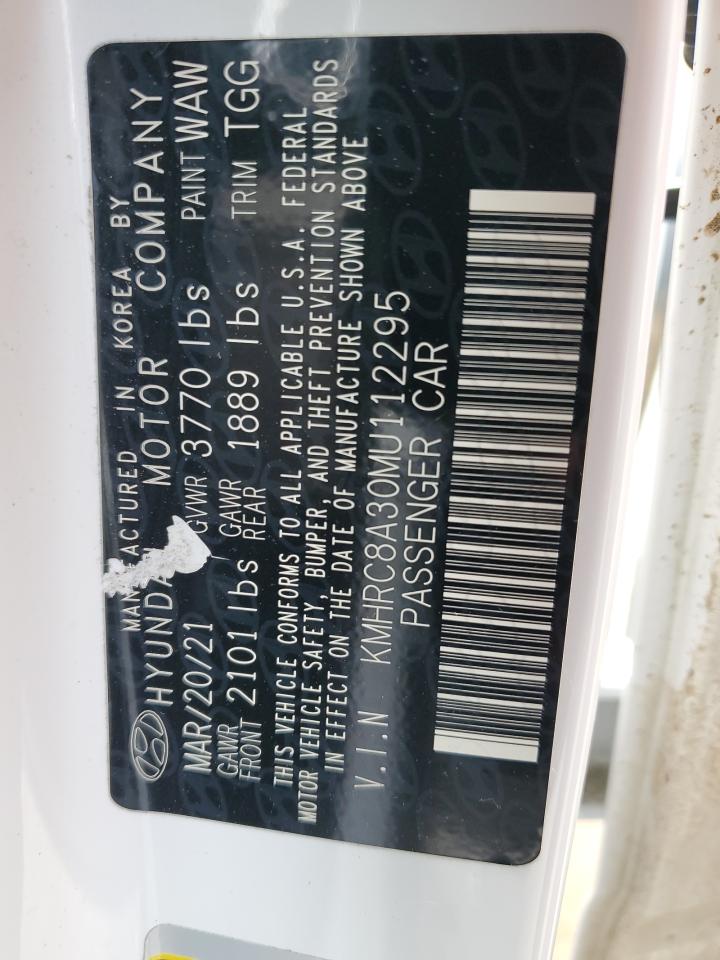 MANUFACTURED IN KOREA BY
HYUNDAI MOTOR COMPANY
MAR/20/21 GVWR 3770 lbs PAINT WAW
GAWR FRONT 2101 lbs GAWR REAR 1889 lbs TRIM TGG
THIS VEHICLE CONFORMS TO ALL APPLICABLE U.S.A. FEDERAL
MOTOR VEHICLE SAFETY, BUMPER, AND THEFT PREVENTION STANDARDS
IN EFFECT ON THE DATE OF MANUFACTURE SHOWN ABOVE
V.I.N KMHRC8A30MU112295
PASSENGER CAR